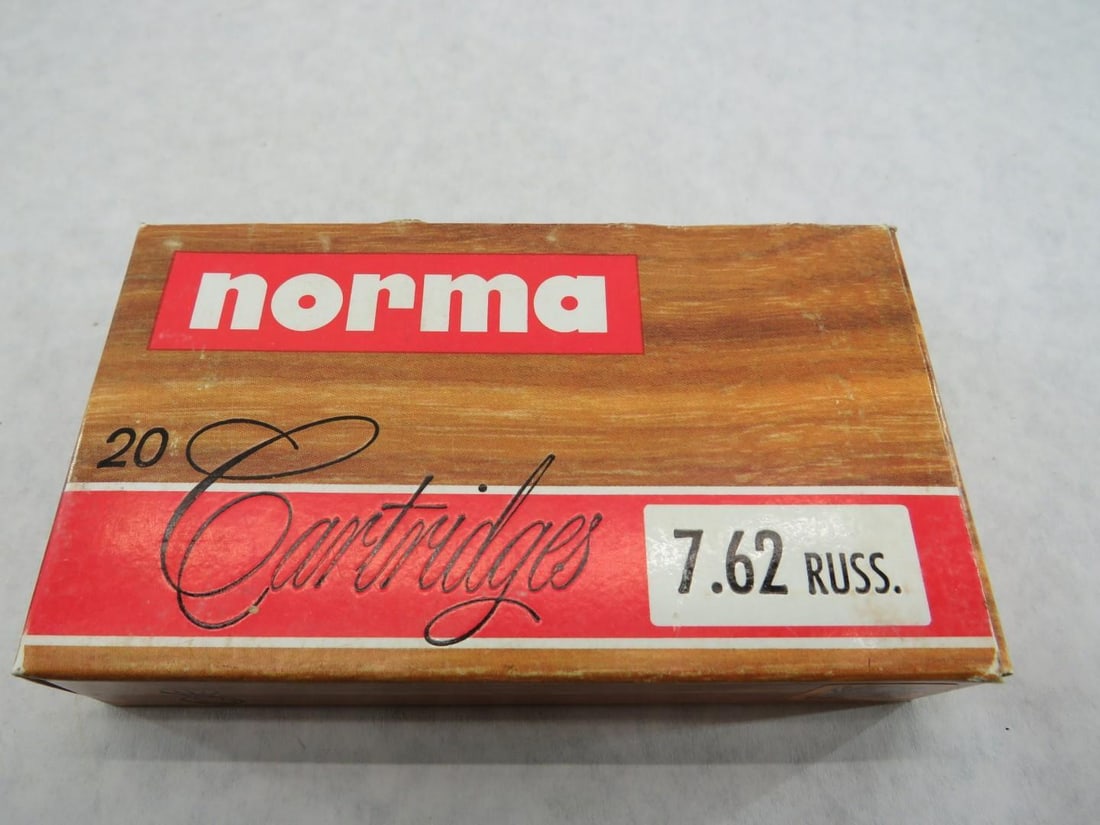 norma
20 Cartridges
7.62 RUSS.